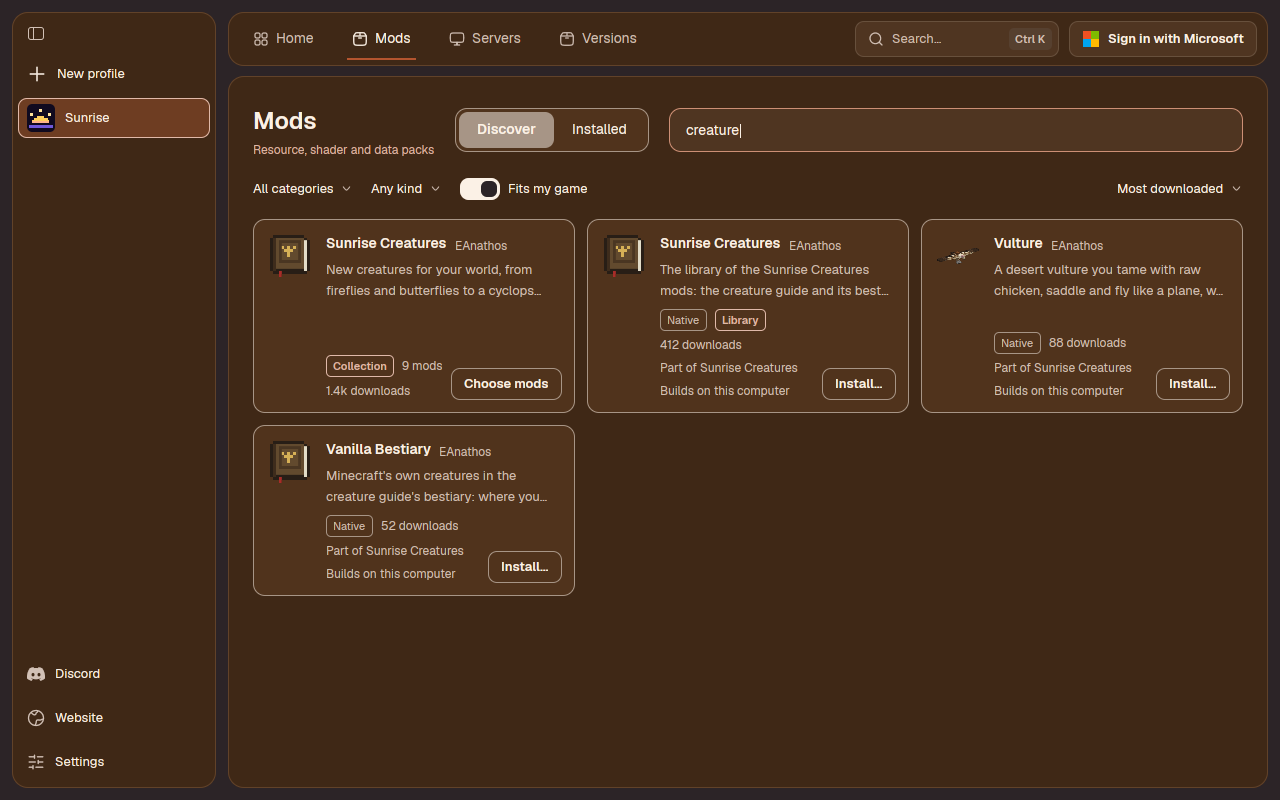 New profile
Sunrise
Discord
Website
Settings
Home
Mods
Servers
Versions
Search...
Ctrl K
Sign in with Microsoft
Mods
Resource, shader and data packs
Discover
Installed
creature
All categories
Any kind
Fits my game
Most downloaded
Sunrise Creatures EAnathos
New creatures for your world, from
fireflies and butterflies to a cyclops...
Collection 9 mods
1.4k downloads
Choose mods
Sunrise Creatures EAnathos
The library of the Sunrise Creatures
mods: the creature guide and its best...
Native Library
412 downloads
Part of Sunrise Creatures
Builds on this computer
Install...
Vulture EAnathos
A desert vulture you tame with raw
chicken, saddle and fly like a plane, w...
Native 88 downloads
Part of Sunrise Creatures
Builds on this computer
Install...
Vanilla Bestiary EAnathos
Minecraft's own creatures in the
creature guide's bestiary: where you...
Native 52 downloads
Part of Sunrise Creatures
Builds on this computer
Install...